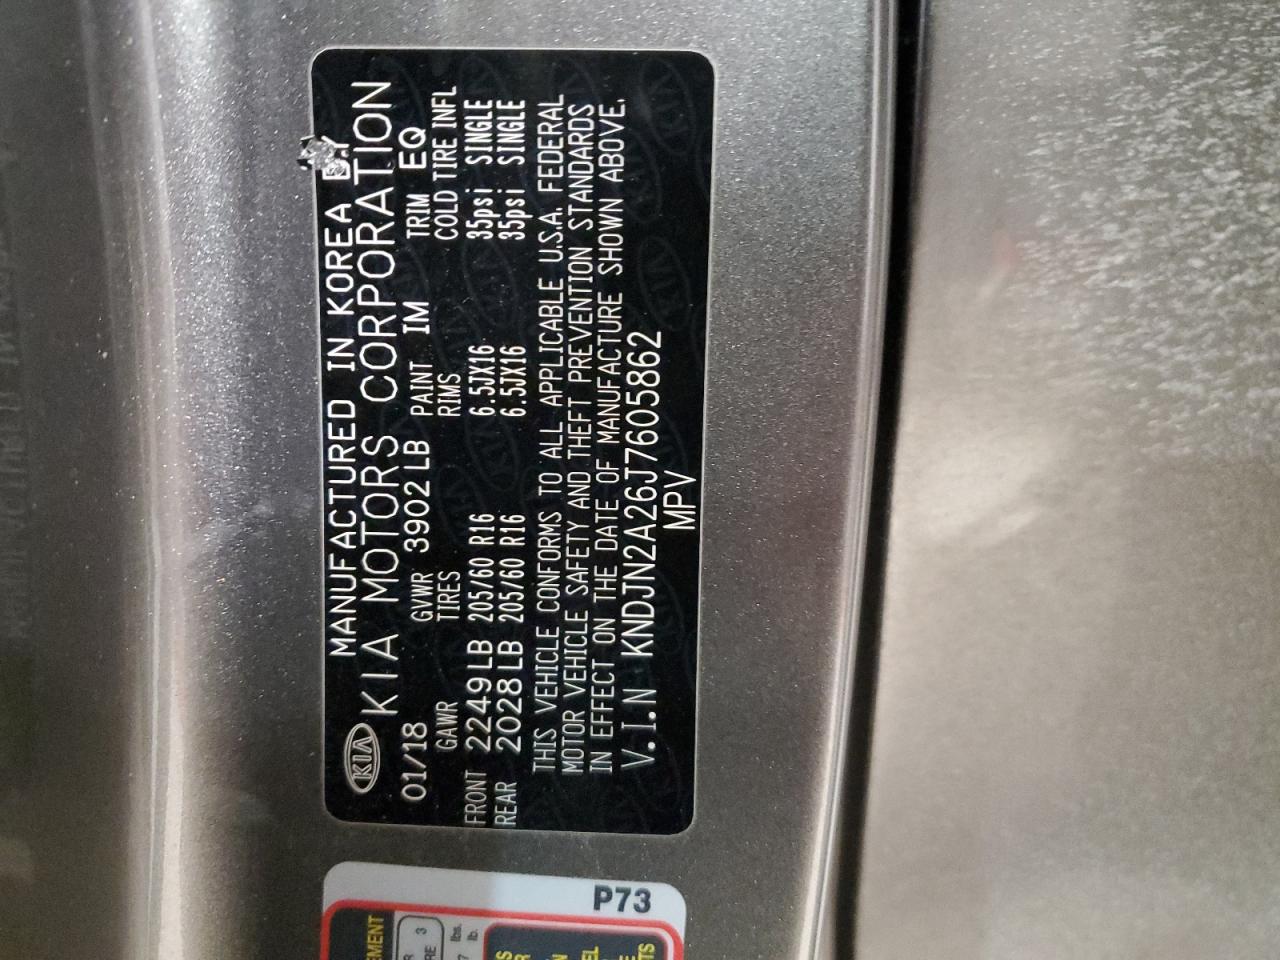 MANUFACTURED IN KOREA BY
KIA KIA MOTORS CORPORATION
01/18 GVWR 3902LB PAINT IM TRIM EQ
GAWR TIRES RIMS COLD TIRE INFL
FRONT 2249LB 205/60 R16 6.5JX16 35psi SINGLE
REAR 2028LB 205/60 R16 6.5JX16 35psi SINGLE
THIS VEHICLE CONFORMS TO ALL APPLICABLE U.S.A. FEDERAL
MOTOR VEHICLE SAFETY AND THEFT PREVENTION STANDARDS
IN EFFECT ON THE DATE OF MANUFACTURE SHOWN ABOVE.
V.I.N KNDJN2A26J7605862
MPV
P73